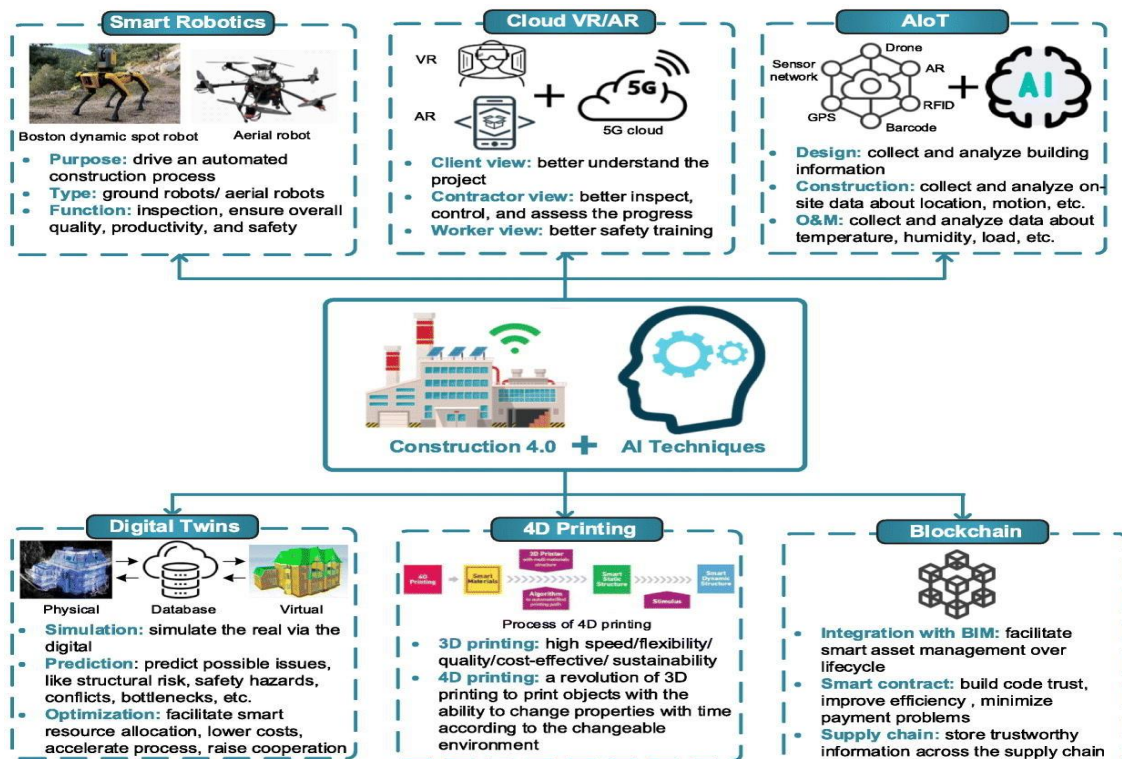 Smart Robotics
Boston dynamic spot robot
Aerial robot
• Purpose: drive an automated
construction process
• Type: ground robots/ aerial robots
• Function: inspection, ensure overall
quality, productivity, and safety
Cloud VR/AR
VR
AR
5G
5G cloud
• Client view: better understand the
project
• Contractor view: better inspect,
control, and assess the progress
• Worker view: better safety training
AIoT
Drone
Sensor
network
AR
RFID
GPS
Barcode
AI
• Design: collect and analyze building
information
• Construction: collect and analyze on-
site data about location, motion, etc.
• O&M: collect and analyze data about
temperature, humidity, load, etc.
Construction 4.0 + AI Techniques
Digital Twins
Physical
Database
Virtual
• Simulation: simulate the real via the
digital
• Prediction: predict possible issues,
like structural risk, safety hazards,
conflicts, bottlenecks, etc.
• Optimization: facilitate smart
resource allocation, lower costs,
accelerate process, raise cooperation
4D Printing
4D
Printing
Smart
Materials
3D Printer
with multi-materials
structure
Algorithm
Smart
Static
Structure
Stimulus
Smart
Dynamic
Structure
Process of 4D printing
• 3D printing: high speed/flexibility/
quality/cost-effective/ sustainability
• 4D printing: a revolution of 3D
printing to print objects with the
ability to change properties with time
according to the changeable
environment
Blockchain
• Integration with BIM: facilitate
smart asset management over
lifecycle
• Smart contract: build code trust,
improve efficiency , minimize
payment problems
• Supply chain: store trustworthy
information across the supply chain